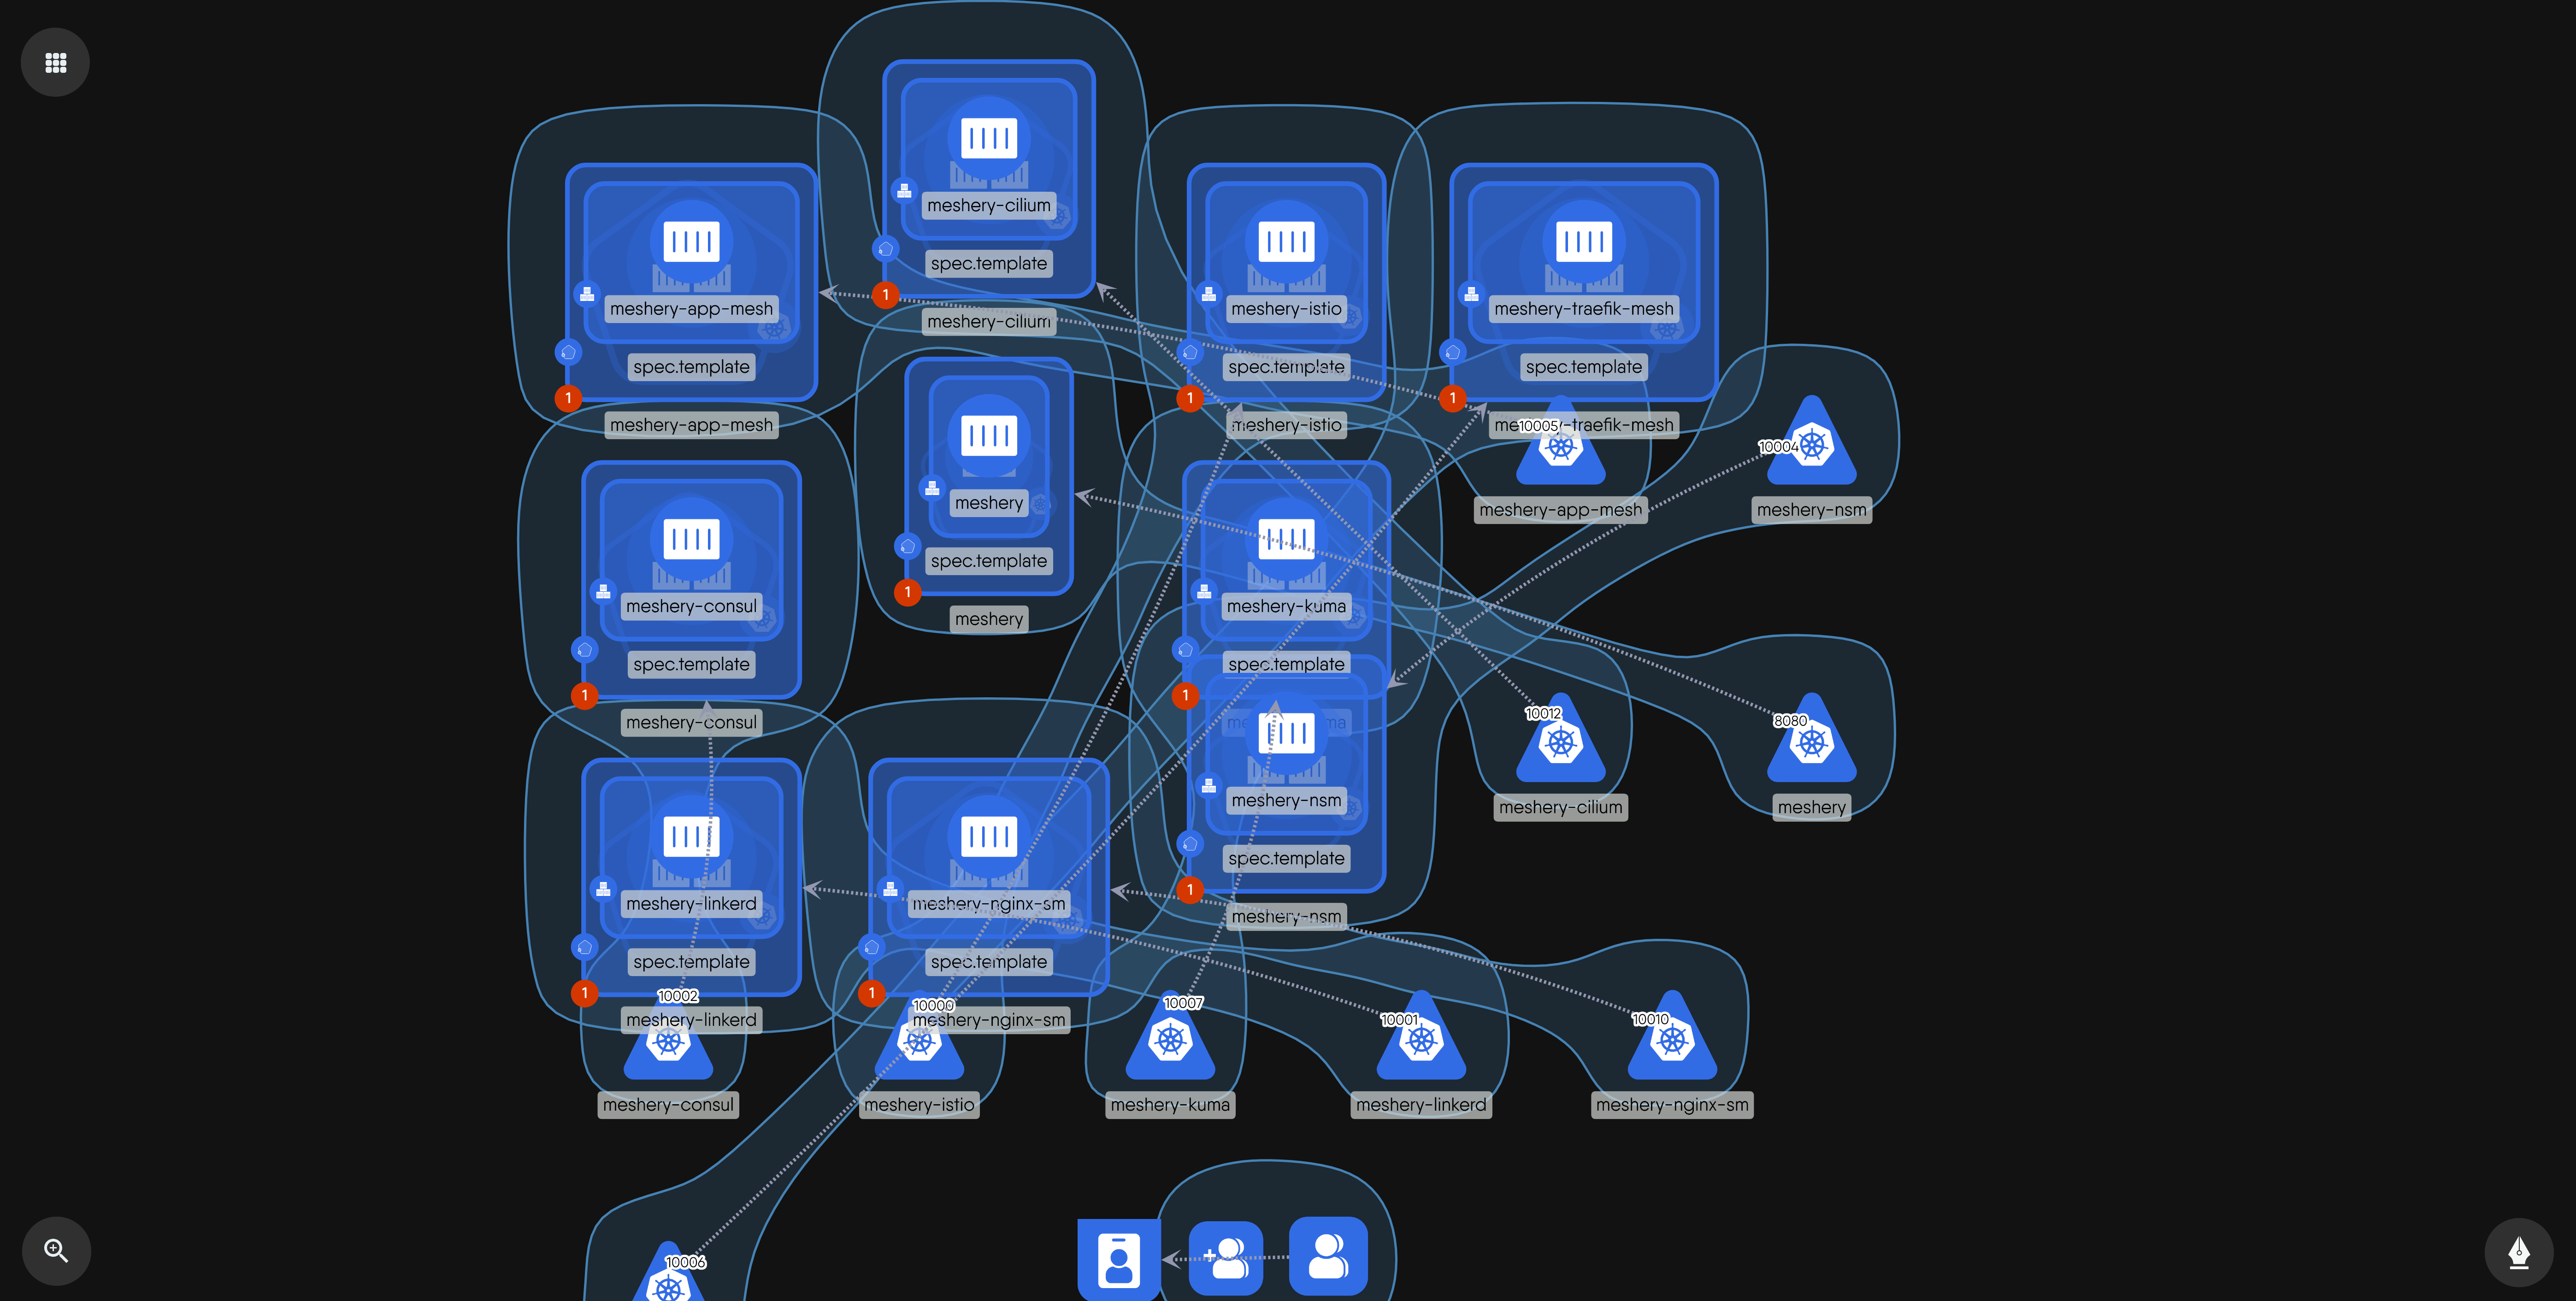 meshery-cilium
spec.template
1
meshery-cilium
meshery-app-mesh
spec.template
1
meshery-app-mesh
meshery-istio
spec.template
1
meshery-istio
meshery-traefik-mesh
spec.template
1
meshery-traefik-mesh
10005
meshery-app-mesh
10004
meshery-nsm
meshery
spec.template
1
meshery
meshery-consul
spec.template
1
meshery-consul
meshery-kuma
spec.template
1
meshery-kuma
meshery-nsm
spec.template
1
meshery-nsm
10012
meshery-cilium
8080
meshery
meshery-linkerd
spec.template
1
meshery-linkerd
meshery-nginx-sm
spec.template
1
meshery-nginx-sm
10002
meshery-consul
10000
meshery-istio
10007
meshery-kuma
10001
meshery-linkerd
10010
meshery-nginx-sm
10006